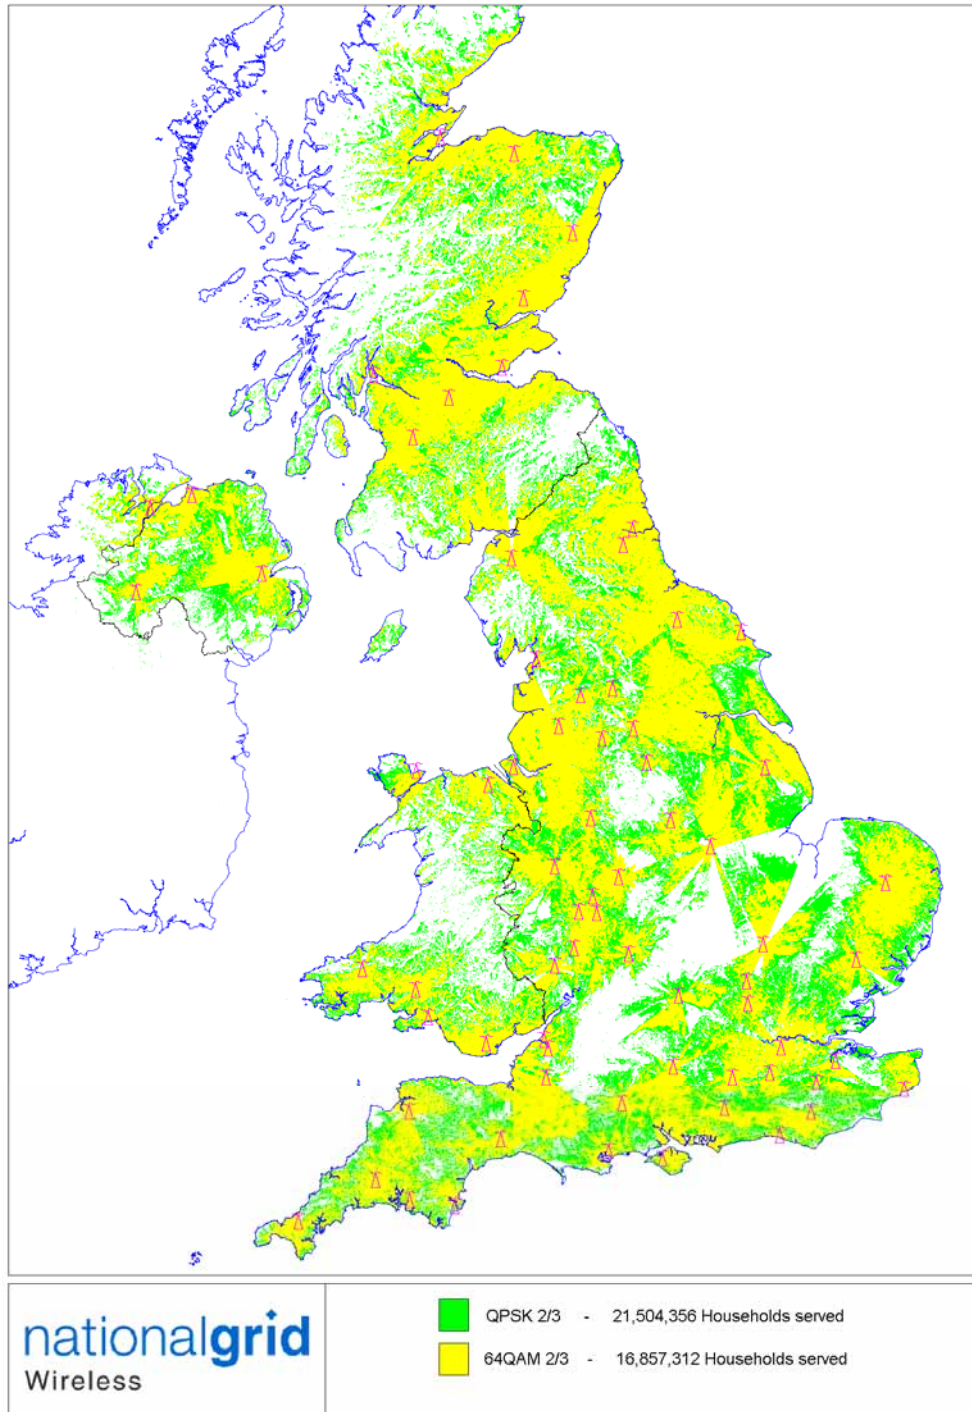 QPSK 2/3 - 21,504,356 Households served
64QAM 2/3 - 16,857,312 Households served
nationalgrid
Wireless